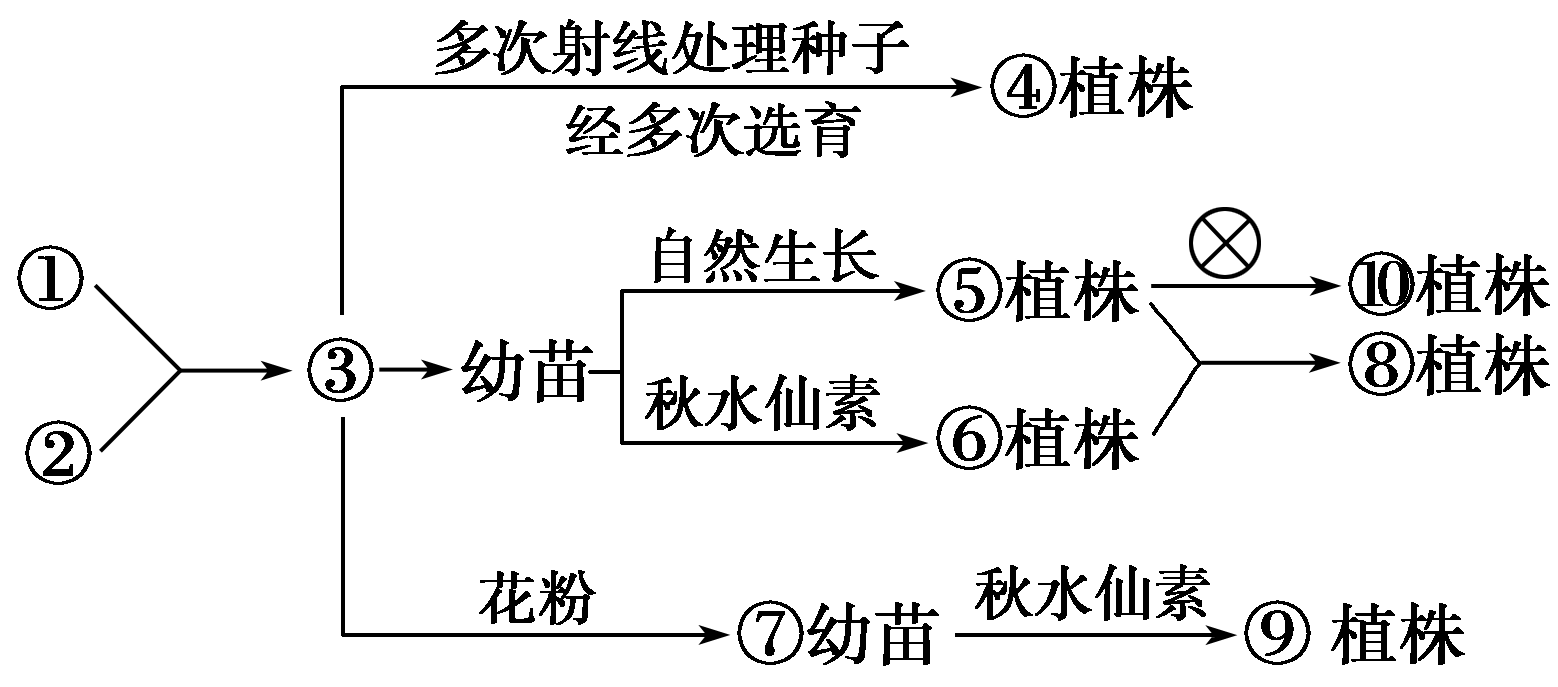 多次射线处理种子
④植株
经多次选育
①
②
③
幼苗
自然生长
⑤植株
⑩植株
⑧植株
秋水仙素
⑥植株
花粉
⑦幼苗
秋水仙素
⑨ 植株